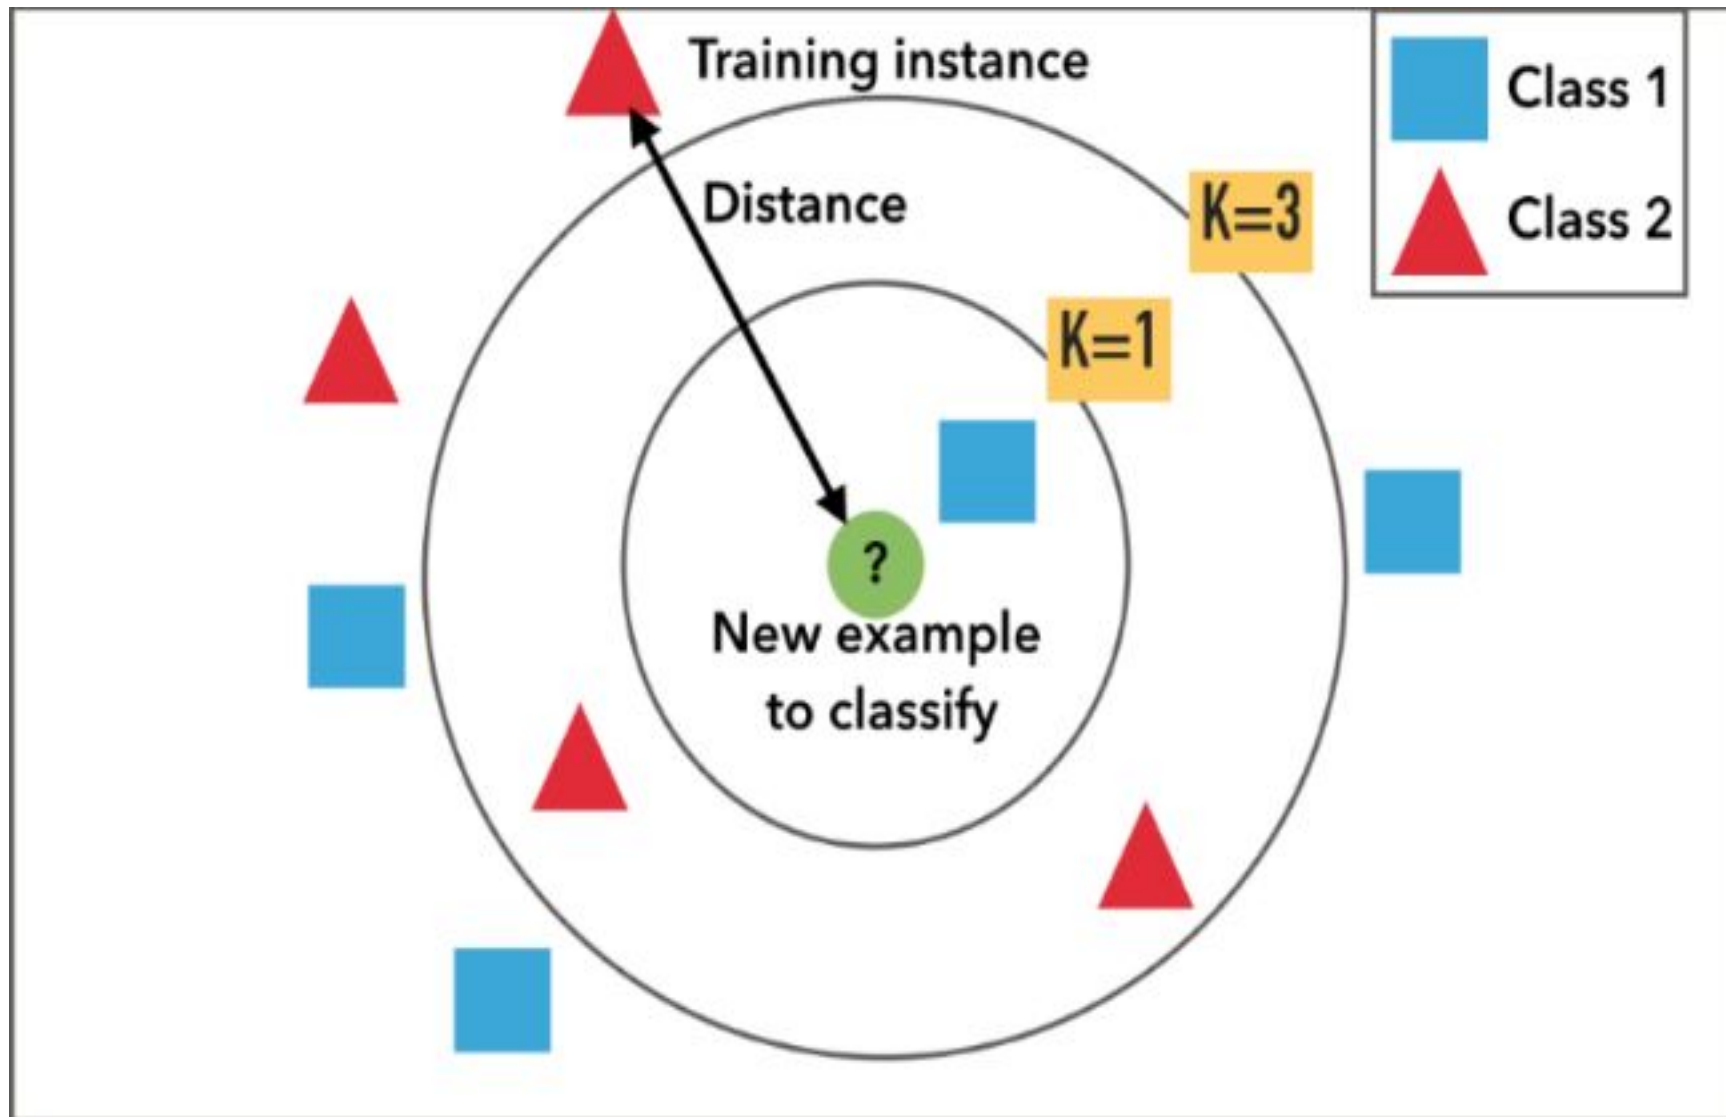 Training instance
Class 1
Class 2
Distance
K=3
K=1
?
New example
to classify